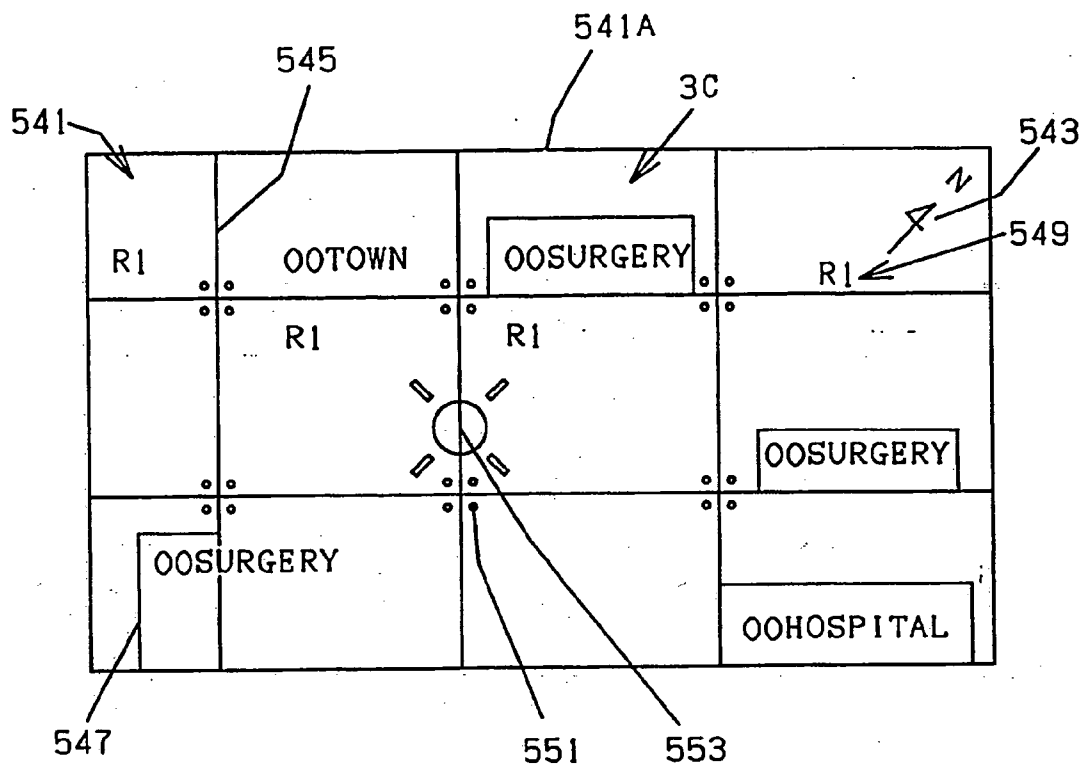 541A
545
3C
541
543
N
549
R1
OOTOWN
OOSURGERY
R1
R1
R1
OOSURGERY
OOSURGERY
OOHOSPITAL
547
551
553